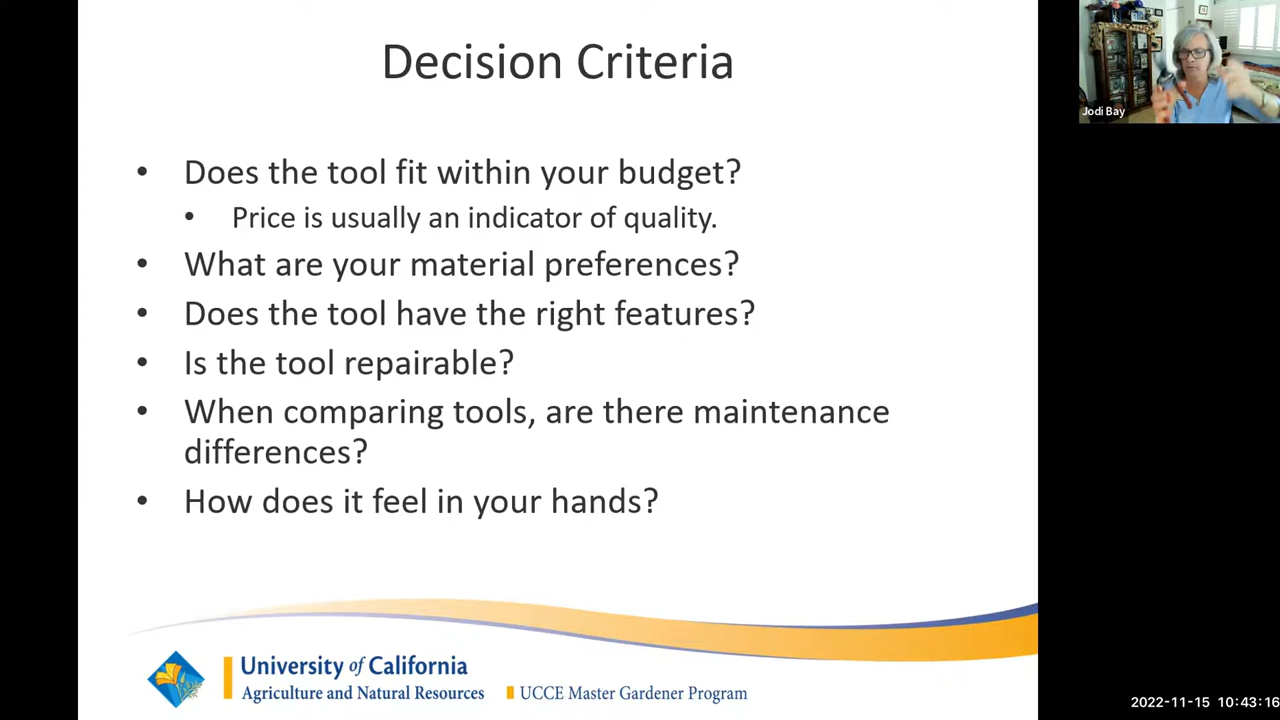 Decision Criteria
• Does the tool fit within your budget?
• Price is usually an indicator of quality.
• What are your material preferences?
• Does the tool have the right features?
• Is the tool repairable?
• When comparing tools, are there maintenance
differences?
• How does it feel in your hands?
University of California
Agriculture and Natural Resources
UCCE Master Gardener Program
Jodi Bay
2022-11-15 10:43:16